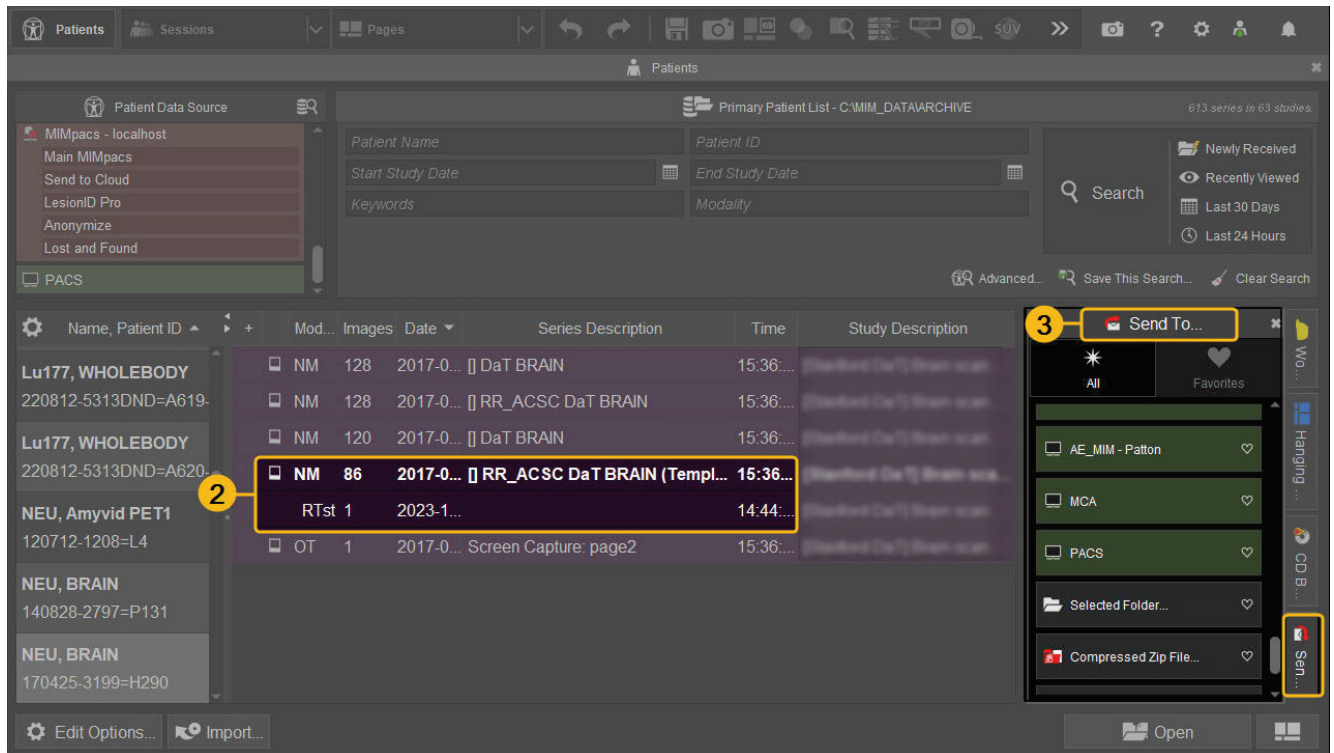 Patients
Sessions
Pages
SUV
Patients
Patient Data Source
MIMpacs - localhost
Main MIMpacs
Send to Cloud
LesionID Pro
Anonymize
Lost and Found
PACS
Primary Patient List - C:\MIM_DATA\ARCHIVE
613 series in 63 studies.
Patient Name Patient ID
Start Study Date End Study Date
Keywords Modality
Search
Newly Received
Recently Viewed
Last 30 Days
Last 24 Hours
Advanced... Save This Search... Clear Search
Name, Patient ID
Lu177, WHOLEBODY
220812-5313DND=A619-
Lu177, WHOLEBODY
220812-5313DND=A620-
NEU, Amyvid PET1
120712-1208=L4
NEU, BRAIN
140828-2797=P131
NEU, BRAIN
170425-3199=H290
+ Mod... Images Date Series Description Time Study Description
NM 128 2017-0... [] DaT BRAIN 15:36:...
NM 128 2017-0... [] RR_ACSC DaT BRAIN 15:36:...
NM 120 2017-0... [] DaT BRAIN 15:36:...
2
NM 86 2017-0... [] RR_ACSC DaT BRAIN (Templ... 15:36...
RTst 1 2023-1... 14:44:...
OT 1 2017-0... Screen Capture: page2 15:36:...
3
Send To...
All Favorites
AE_MIM - Patton
MCA
PACS
Selected Folder...
Compressed Zip File...
Wo...
Hanging ...
CD B...
Sen...
Edit Options... Import...
Open